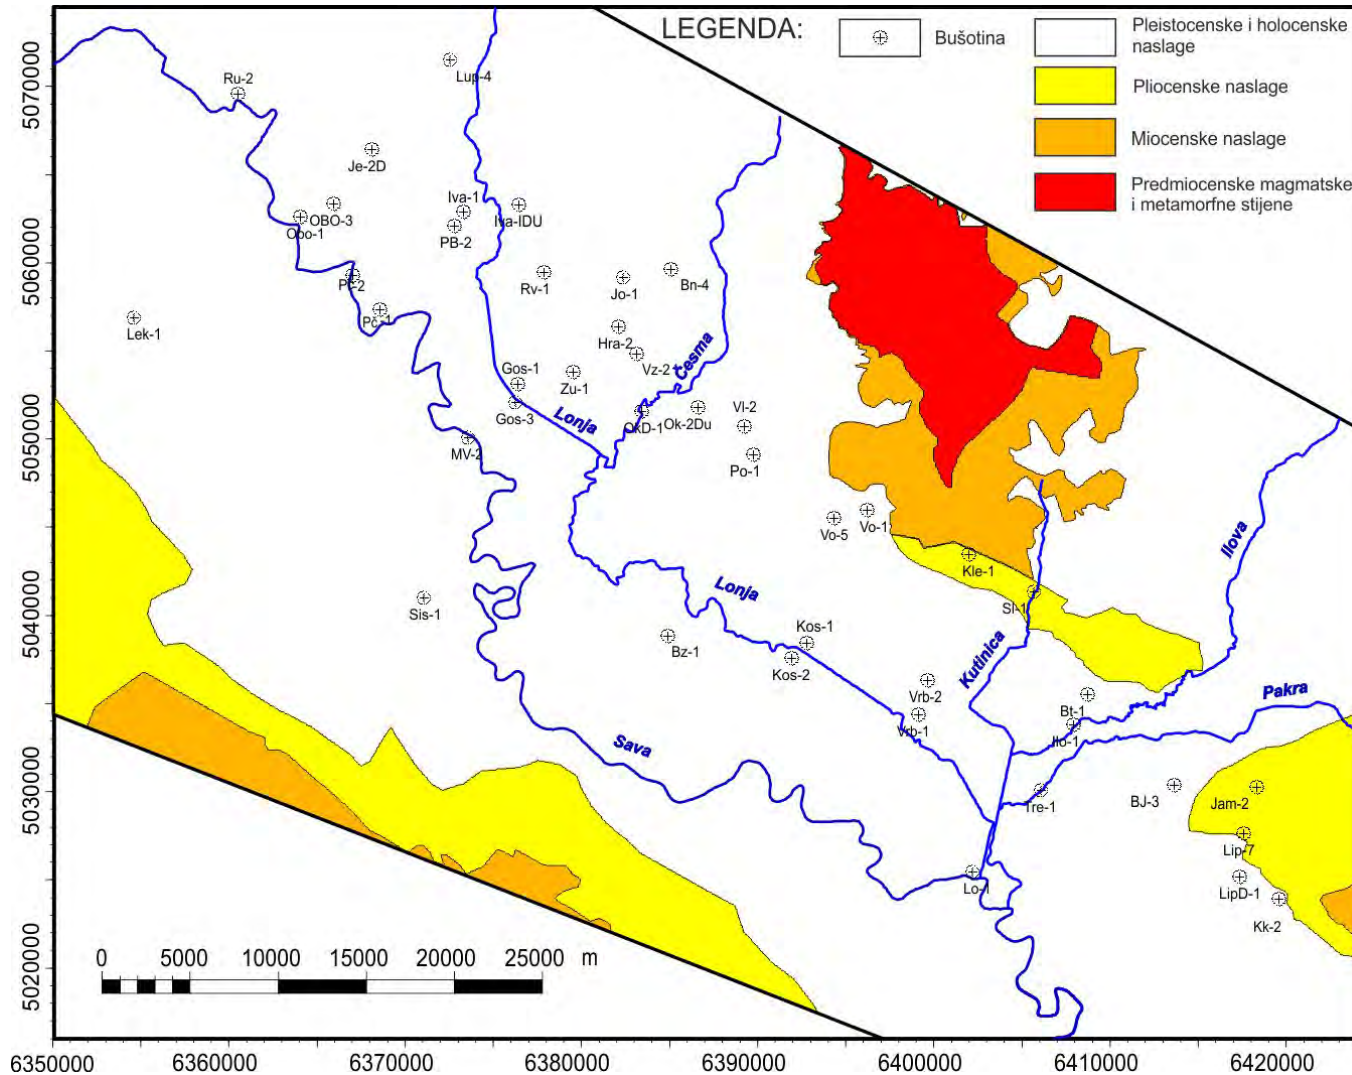 LEGENDA:
Bušotina
Pleistocenske i holocenske
naslage
Pliocenske naslage
Miocenske naslage
Predmiocenske magmatske
i metamorfne stijene
Ru-2
Lup-4
Je-2D
OBO-3
Obo-1
Iva-1
Iva-IDU
PB-2
Pr-2
Rv-1
Jo-1
Bn-4
Pč-1
Lek-1
Hra-2
Vz-2
Česma
Gos-1
Zu-1
Gos-3
Lonja
OkD-1
Ok-2Du
Vl-2
MV-2
Po-1
Vo-5
Vo-1
Ilova
Kle-1
Sl-1
Sis-1
Lonja
Kos-1
Bz-1
Kos-2
Kutinica
Vrb-2
Vrb-1
Bt-1
Ilo-1
Pakra
Sava
Tre-1
BJ-3
Jam-2
Lip-7
LipD-1
Lo-1
Kk-2
0 5000 10000 15000 20000 25000 m
5070000
5060000
5050000
5040000
5030000
5020000
6350000 6360000 6370000 6380000 6390000 6400000 6410000 6420000